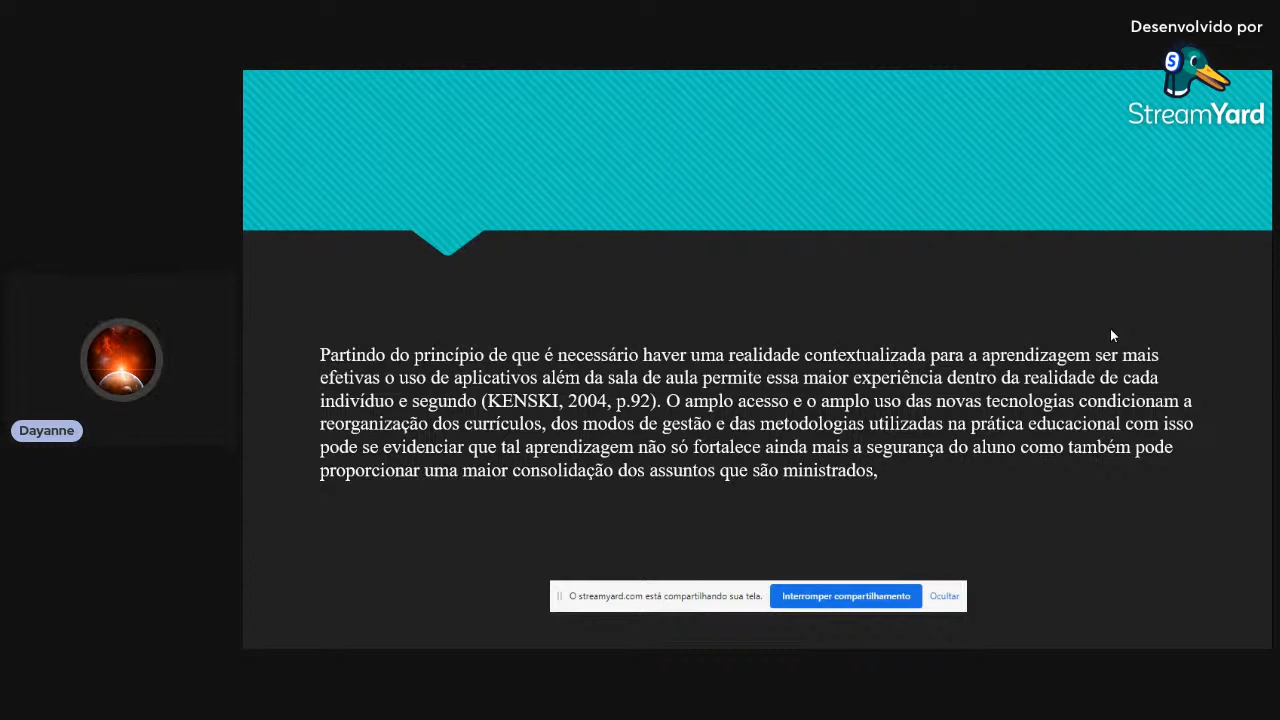 Desenvolvido por
StreamYard
Partindo do princípio de que é necessário haver uma realidade contextualizada para a aprendizagem ser mais
efetivas o uso de aplicativos além da sala de aula permite essa maior experiência dentro da realidade de cada
indivíduo e segundo (KENSKI, 2004, p.92). O amplo acesso e o amplo uso das novas tecnologias condicionam a
reorganização dos currículos, dos modos de gestão e das metodologias utilizadas na prática educacional com isso
pode se evidenciar que tal aprendizagem não só fortalece ainda mais a segurança do aluno como também pode
proporcionar uma maior consolidação dos assuntos que são ministrados,
Dayanne
O streamyard.com está compartilhando sua tela. Interromper compartilhamento Ocultar